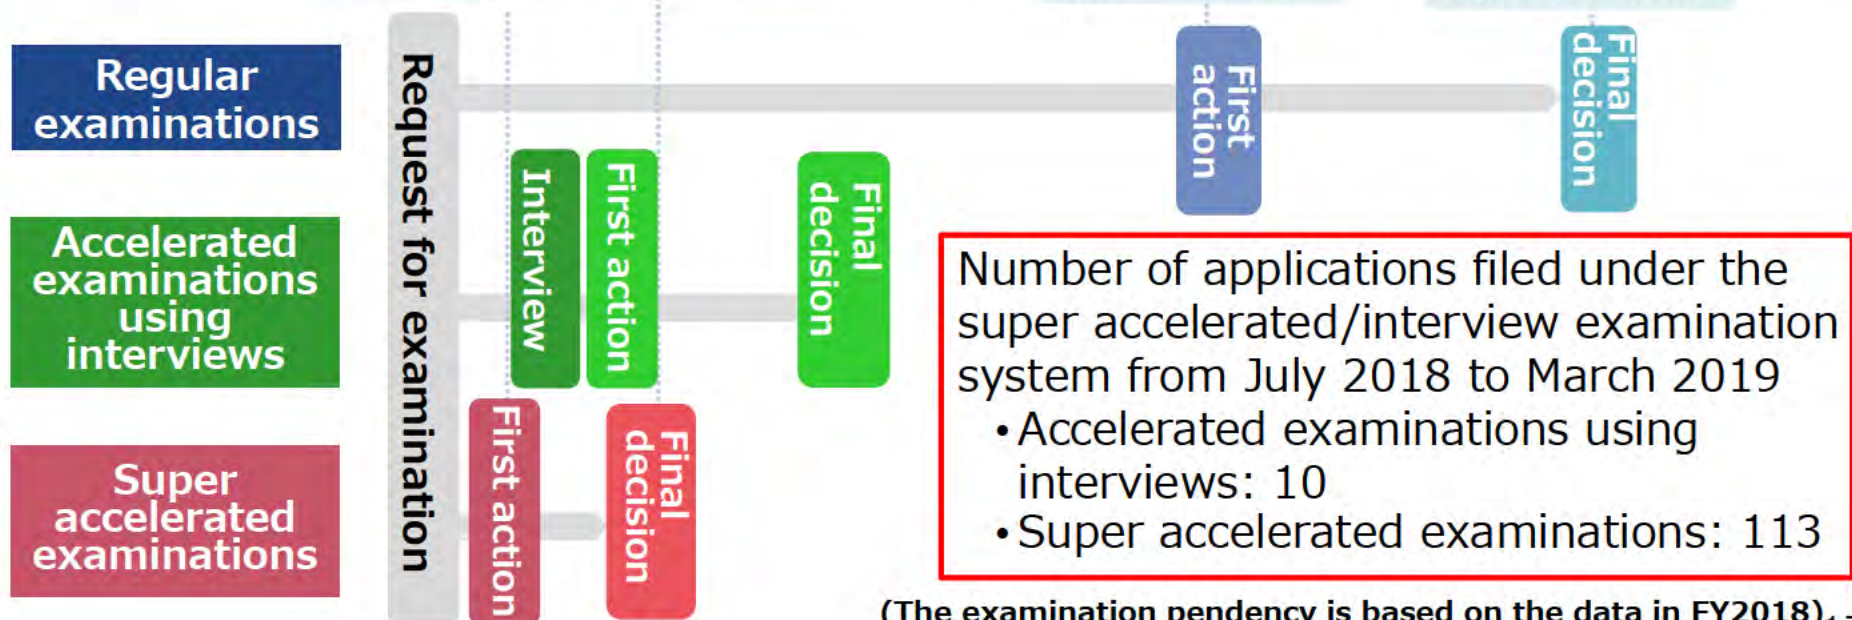 Regular
examinations
Accelerated
examinations
using
interviews
Super
accelerated
examinations
Request for examination
First
action
Final
decision
Interview
First action
Final
decision
First action
Final
decision
Number of applications filed under the
super accelerated/interview examination
system from July 2018 to March 2019
•Accelerated examinations using
interviews: 10
•Super accelerated examinations: 113
(The examination pendency is based on the data in FY2018).